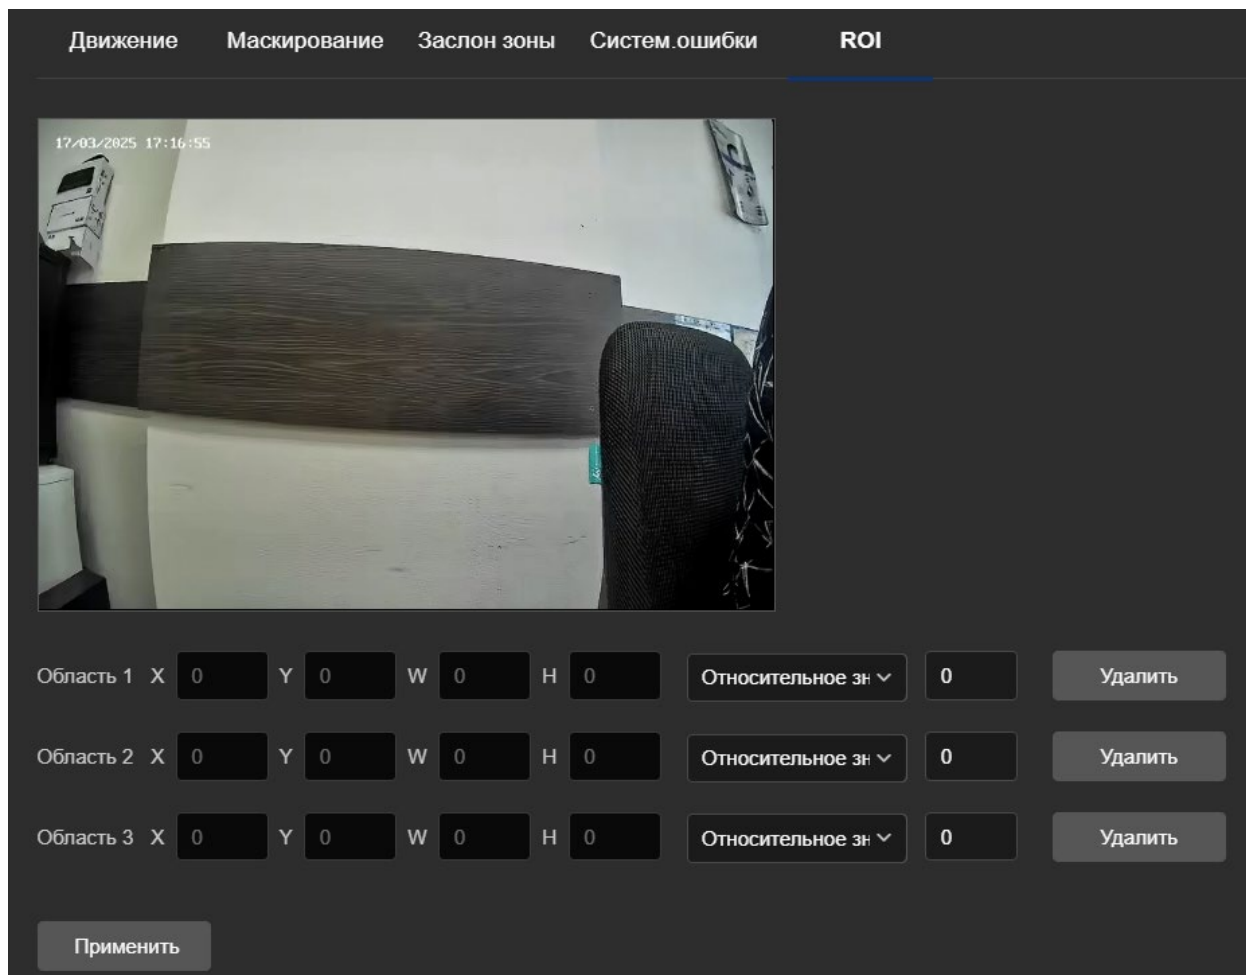 Движение Маскирование Заслон зоны Систем.ошибки ROI
17/03/2025 17:16:55
Область 1 X 0 Y 0 W 0 H 0 Относительное зн 0 Удалить
Область 2 X 0 Y 0 W 0 H 0 Относительное зн 0 Удалить
Область 3 X 0 Y 0 W 0 H 0 Относительное зн 0 Удалить
Применить